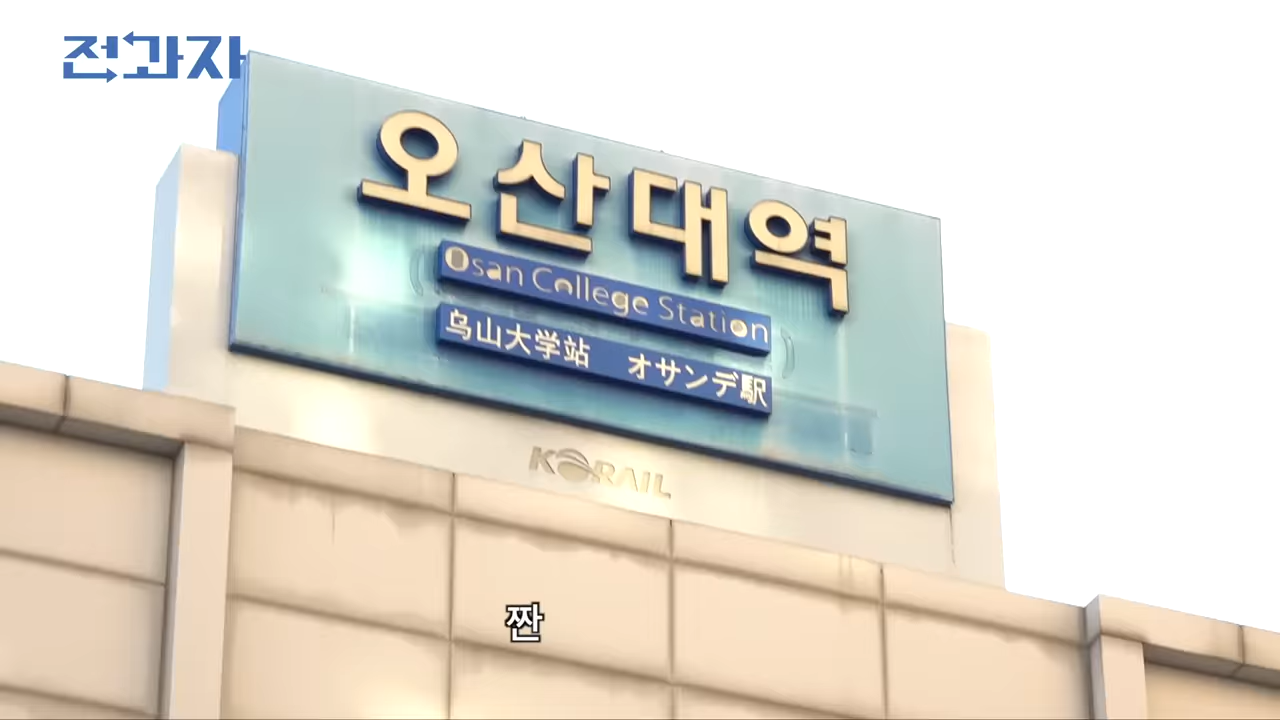 전과자
오산대역
Osan College Station
乌山大学站 オサンデ駅
KORAIL
짠